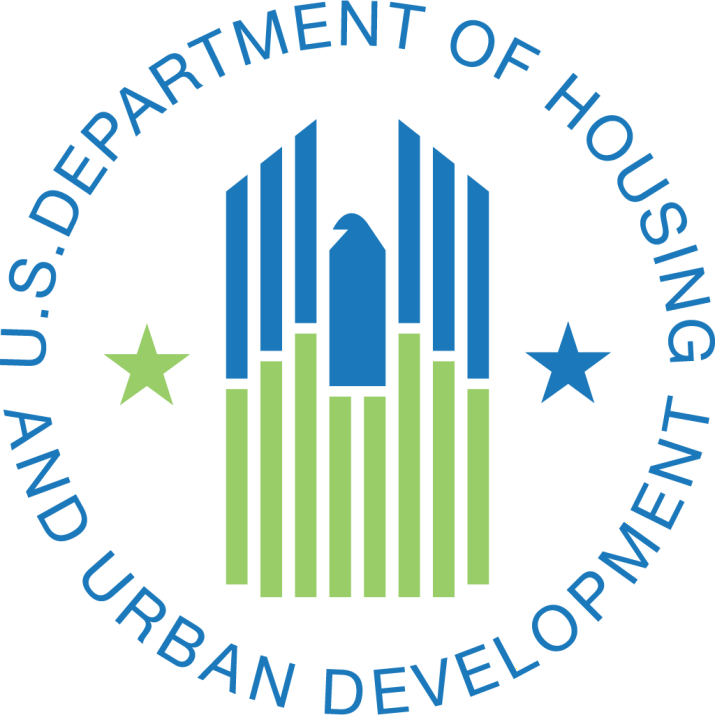 U.S.DEPARTMENT OF HOUSING
AND URBAN DEVELOPMENT